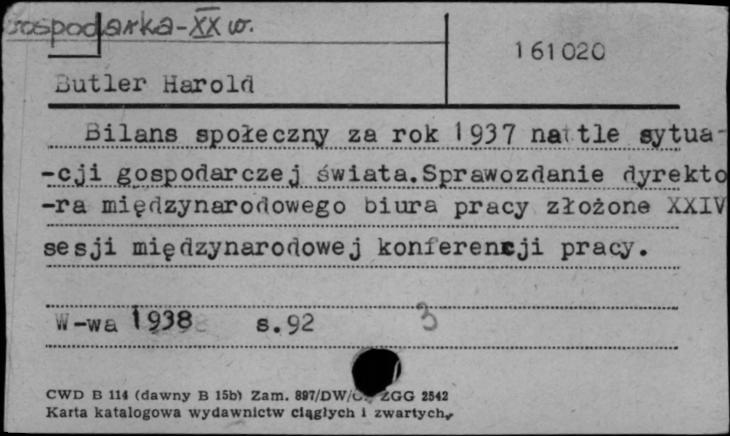 gospodarka-XX w.
161020
Butler Harold
Bilans społeczny za rok 1937 na tle sytua-
-cji gospodarczej świata.Sprawozdanie dyrekto
-ra międzynarodowego biura pracy złożone XXIV
sesji międzynarodowej konferencji pracy.
W-wa 1938 s.92 3
CWD B 114 (dawny B 15b) Zam. 897/DW/ ZGG 2542
Karta katalogowa wydawnictw ciągłych i zwartych